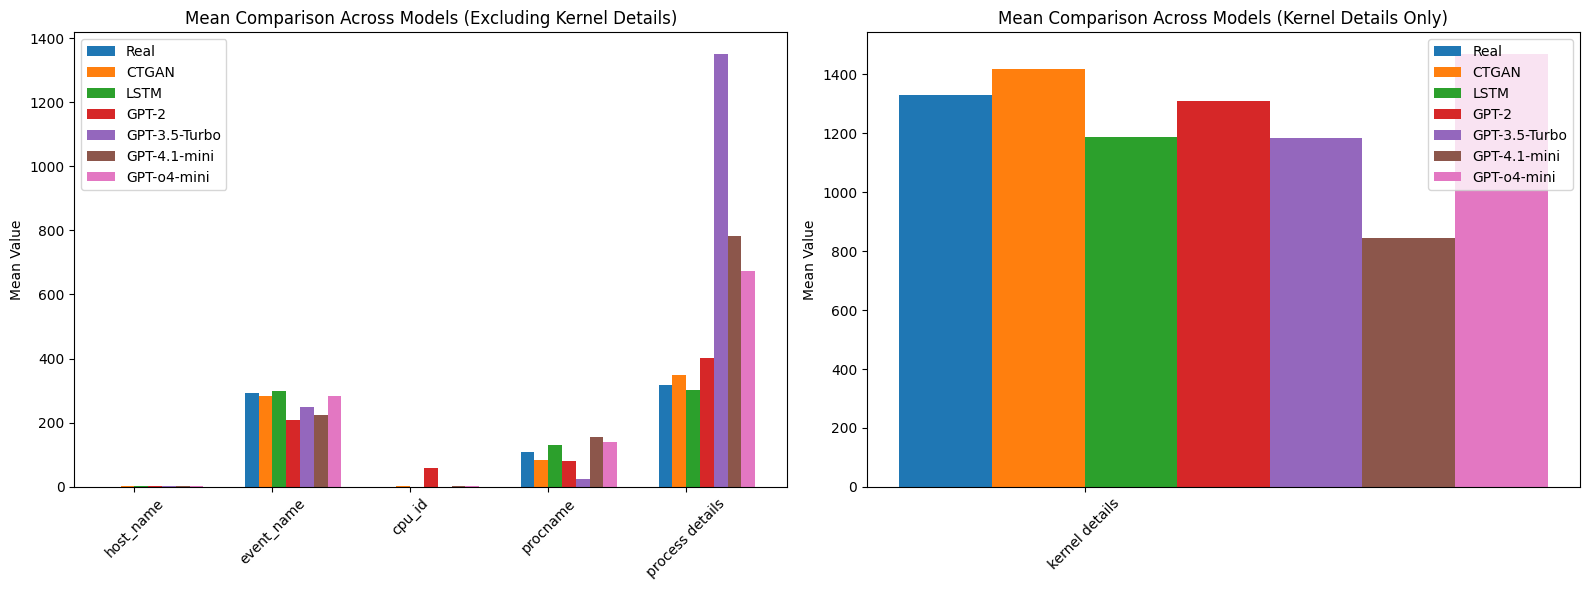 Mean Comparison Across Models (Excluding Kernel Details)
Mean Value
1400
1200
1000
800
600
400
200
0
Real
CTGAN
LSTM
GPT-2
GPT-3.5-Turbo
GPT-4.1-mini
GPT-o4-mini
host_name
event_name
cpu_id
procname
process details
Mean Comparison Across Models (Kernel Details Only)
Mean Value
1400
1200
1000
800
600
400
200
0
Real
CTGAN
LSTM
GPT-2
GPT-3.5-Turbo
GPT-4.1-mini
GPT-o4-mini
kernel details